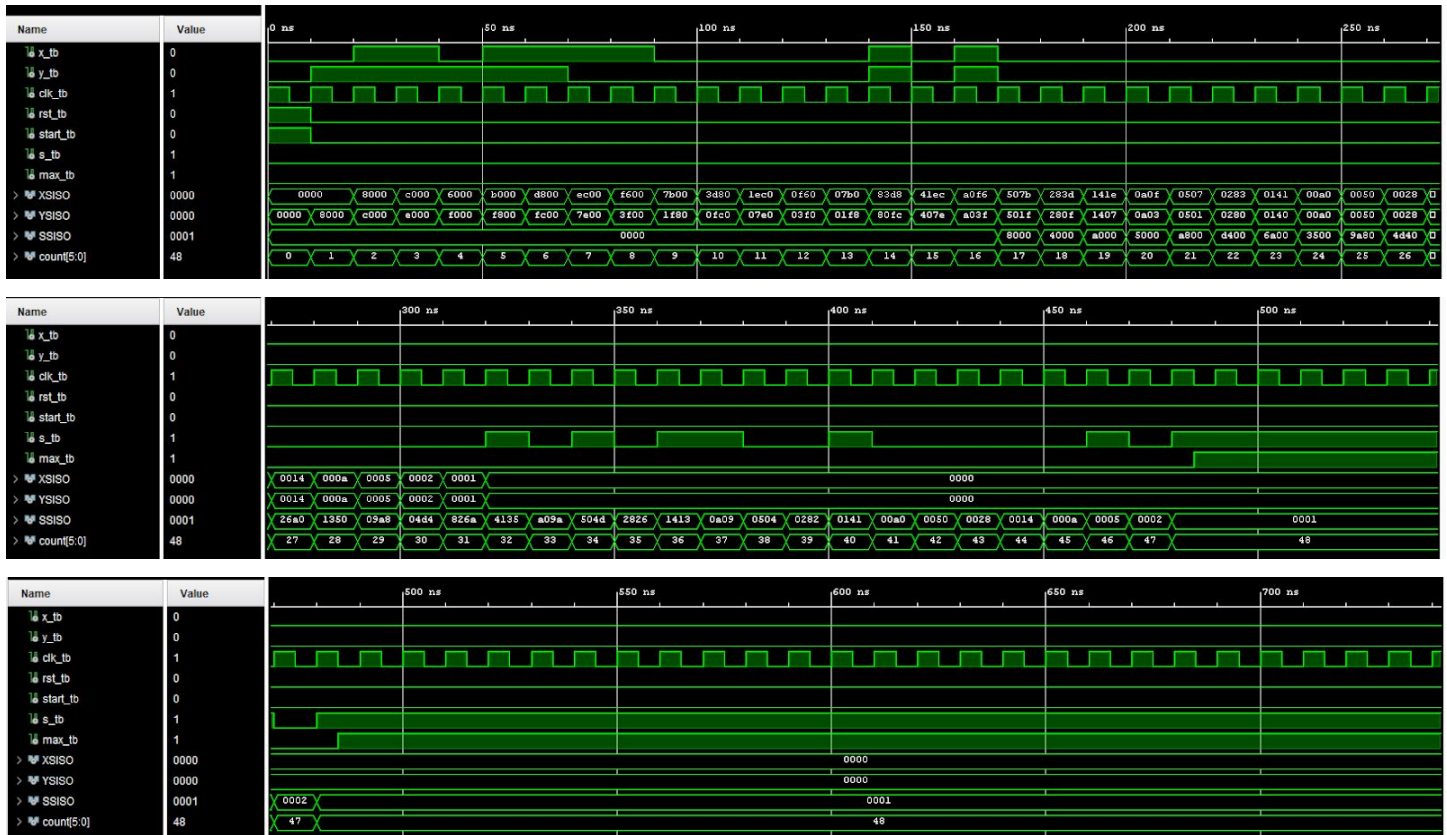 Name Value 0 ns 50 ns 100 ns 150 ns 200 ns 250 ns
x_tb 0
y_tb 0
clk_tb 1
rst_tb 0
start_tb 0
s_tb 1
max_tb 1
> XSISO 0000 0000 8000 c000 6000 b000 d800 ec00 f600 7b00 3d80 1ec0 0f60 07b0 83d8 41ec a0f6 507b 283d 141e 0a0f 0507 0283 0141 00a0 0050 0028
> YSISO 0000 0000 8000 c000 e000 f000 f800 fc00 7e00 3f00 1f80 0fc0 07e0 03f0 01f8 80fc 407e a03f 501f 280f 1407 0a03 0501 0280 0140 00a0 0050 0028
> SSISO 0001 0000 8000 4000 a000 5000 a800 d400 6a00 3500 9a80 4d40
> count[5:0] 48 0 1 2 3 4 5 6 7 8 9 10 11 12 13 14 15 16 17 18 19 20 21 22 23 24 25 26
Name Value 300 ns 350 ns 400 ns 450 ns 500 ns
x_tb 0
y_tb 0
clk_tb 1
rst_tb 0
start_tb 0
s_tb 1
max_tb 1
> XSISO 0000 0014 000a 0005 0002 0001 0000
> YSISO 0000 0014 000a 0005 0002 0001 0000
> SSISO 0001 26a0 1350 09a8 04d4 826a 4135 a09a 504d 2826 1413 0a09 0504 0282 0141 00a0 0050 0028 0014 000a 0005 0002 0001
> count[5:0] 48 27 28 29 30 31 32 33 34 35 36 37 38 39 40 41 42 43 44 45 46 47 48
Name Value 500 ns 550 ns 600 ns 650 ns 700 ns
x_tb 0
y_tb 0
clk_tb 1
rst_tb 0
start_tb 0
s_tb 1
max_tb 1
> XSISO 0000 0000
> YSISO 0000 0000
> SSISO 0001 0002 0001
> count[5:0] 48 47 48